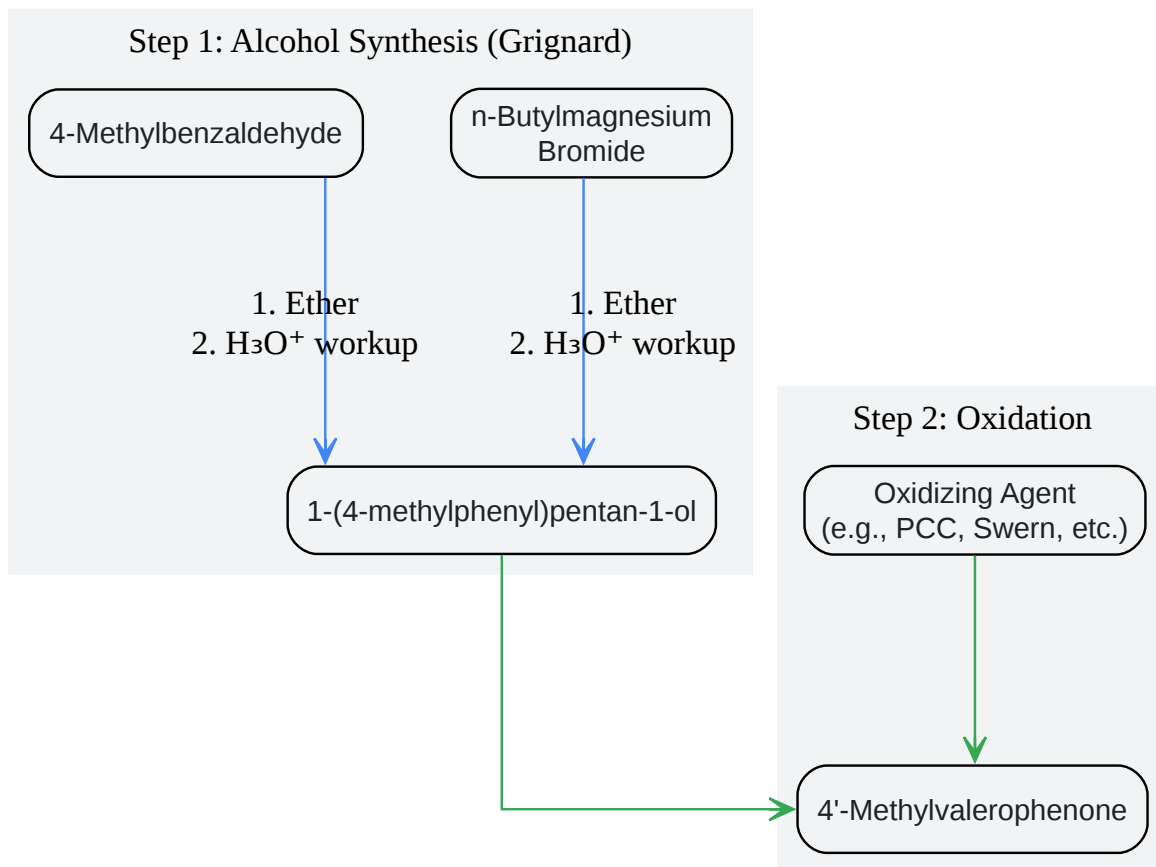 Step 1: Alcohol Synthesis (Grignard)
4-Methylbenzaldehyde
n-Butylmagnesium
Bromide
1. Ether
2. H₃O⁺ workup
1. Ether
2. H₃O⁺ workup
1-(4-methylphenyl)pentan-1-ol
Step 2: Oxidation
Oxidizing Agent
(e.g., PCC, Swern, etc.)
4'-Methylvalerophenone